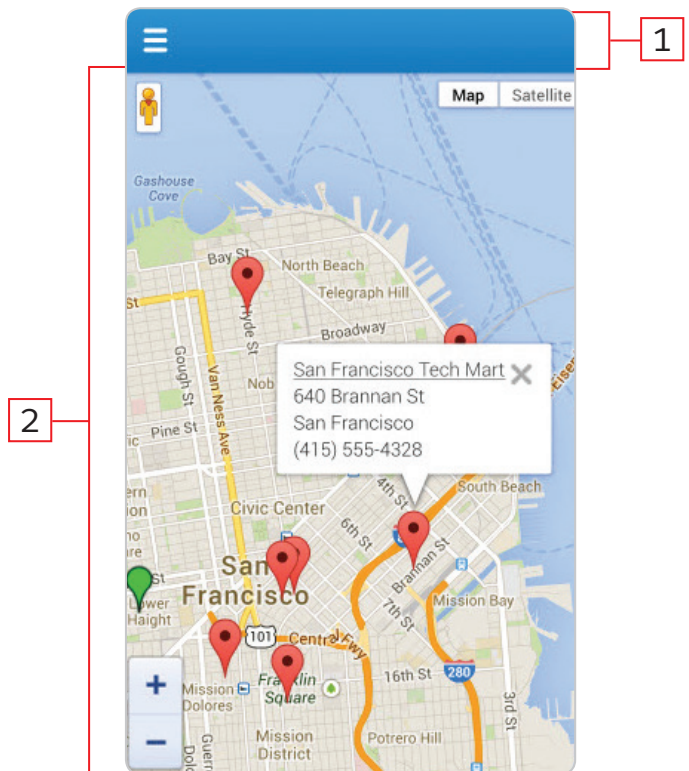 1
Map
Satellite
Gashouse
Cove
Bay St
North Beach
Telegraph Hill
St
Hyde St
Broadway
Gough St
Van Ness Ave
Nob
San Francisco Tech Mart
640 Brannan St
San Francisco
(415) 555-4328
2
Pine St
4th St
South Beach
Civic Center
6th St
Brannan St
San
Francisco
St
Lower
Haight
7th St
Mission Bay
101
Central Fwy
280
16th St
3rd St
Mission
Dolores
Franklin
Square
+
−
Mission
District
Potrero Hill